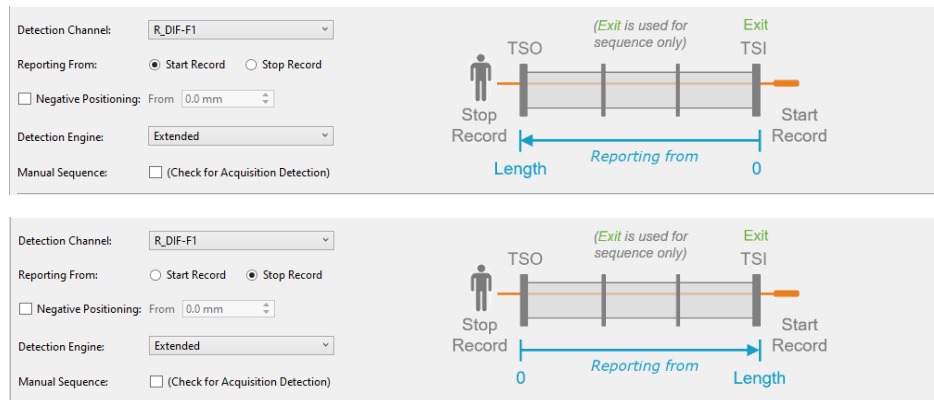 Detection Channel: R_DIF-F1
Reporting From: Start Record Stop Record
Negative Positioning: From 0.0 mm
Detection Engine: Extended
Manual Sequence: (Check for Acquisition Detection)
(Exit is used for
sequence only)
Exit
TSO
TSI
Stop
Record
Start
Record
Reporting from
Length
0
Detection Channel: R_DIF-F1
Reporting From: Start Record Stop Record
Negative Positioning: From 0.0 mm
Detection Engine: Extended
Manual Sequence: (Check for Acquisition Detection)
(Exit is used for
sequence only)
Exit
TSO
TSI
Stop
Record
Start
Record
Reporting from
0
Length